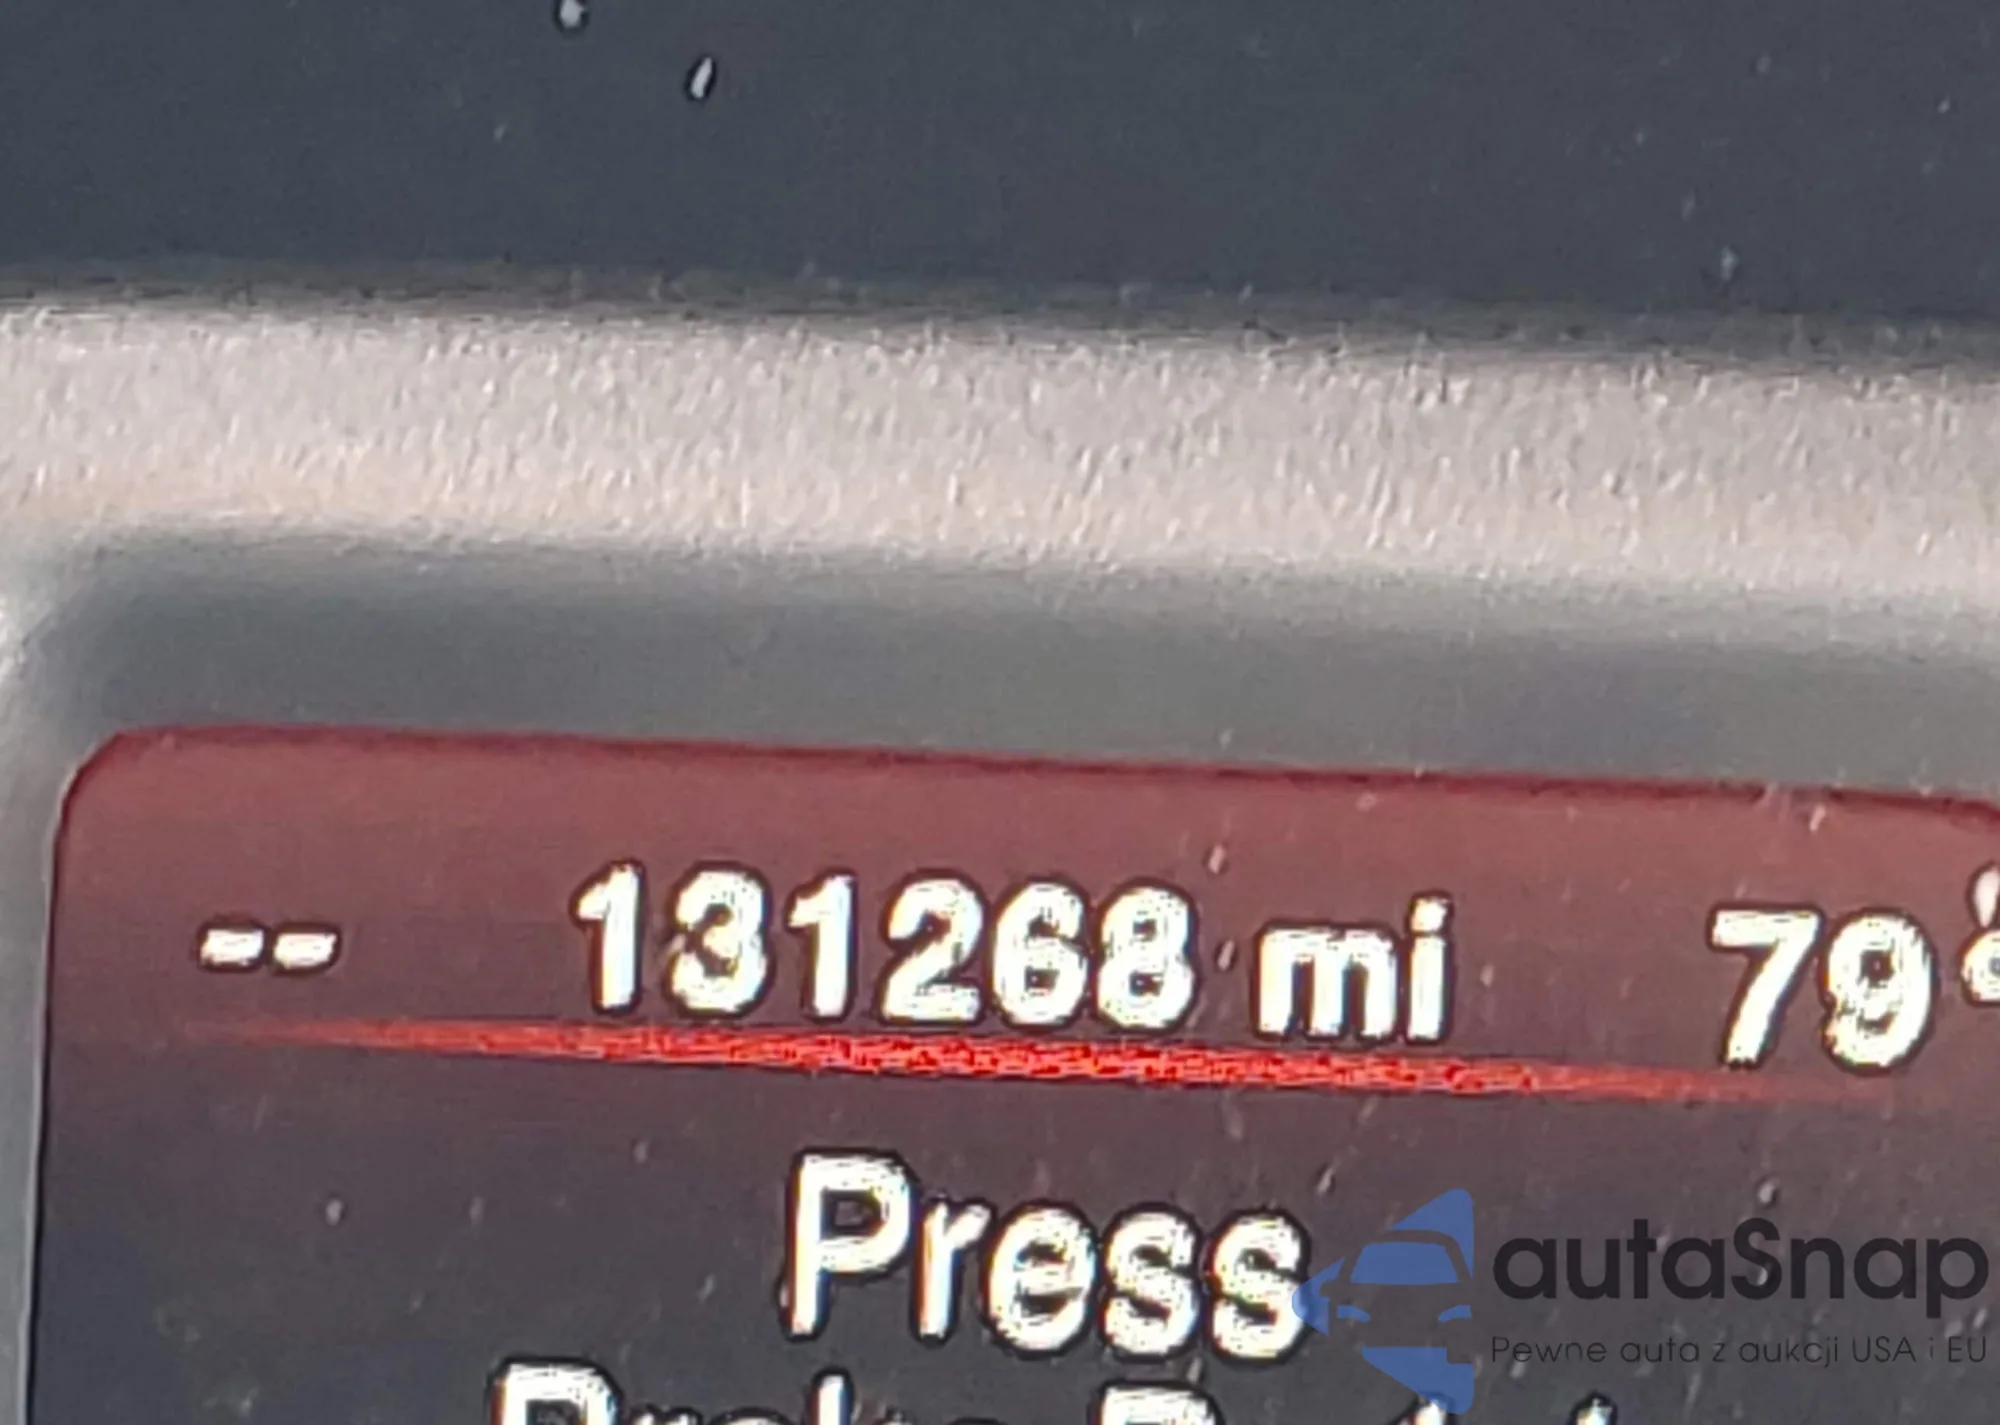 -- 131268 mi 79°
Press
autaSnap
Pewne auta z aukcji USA i EU